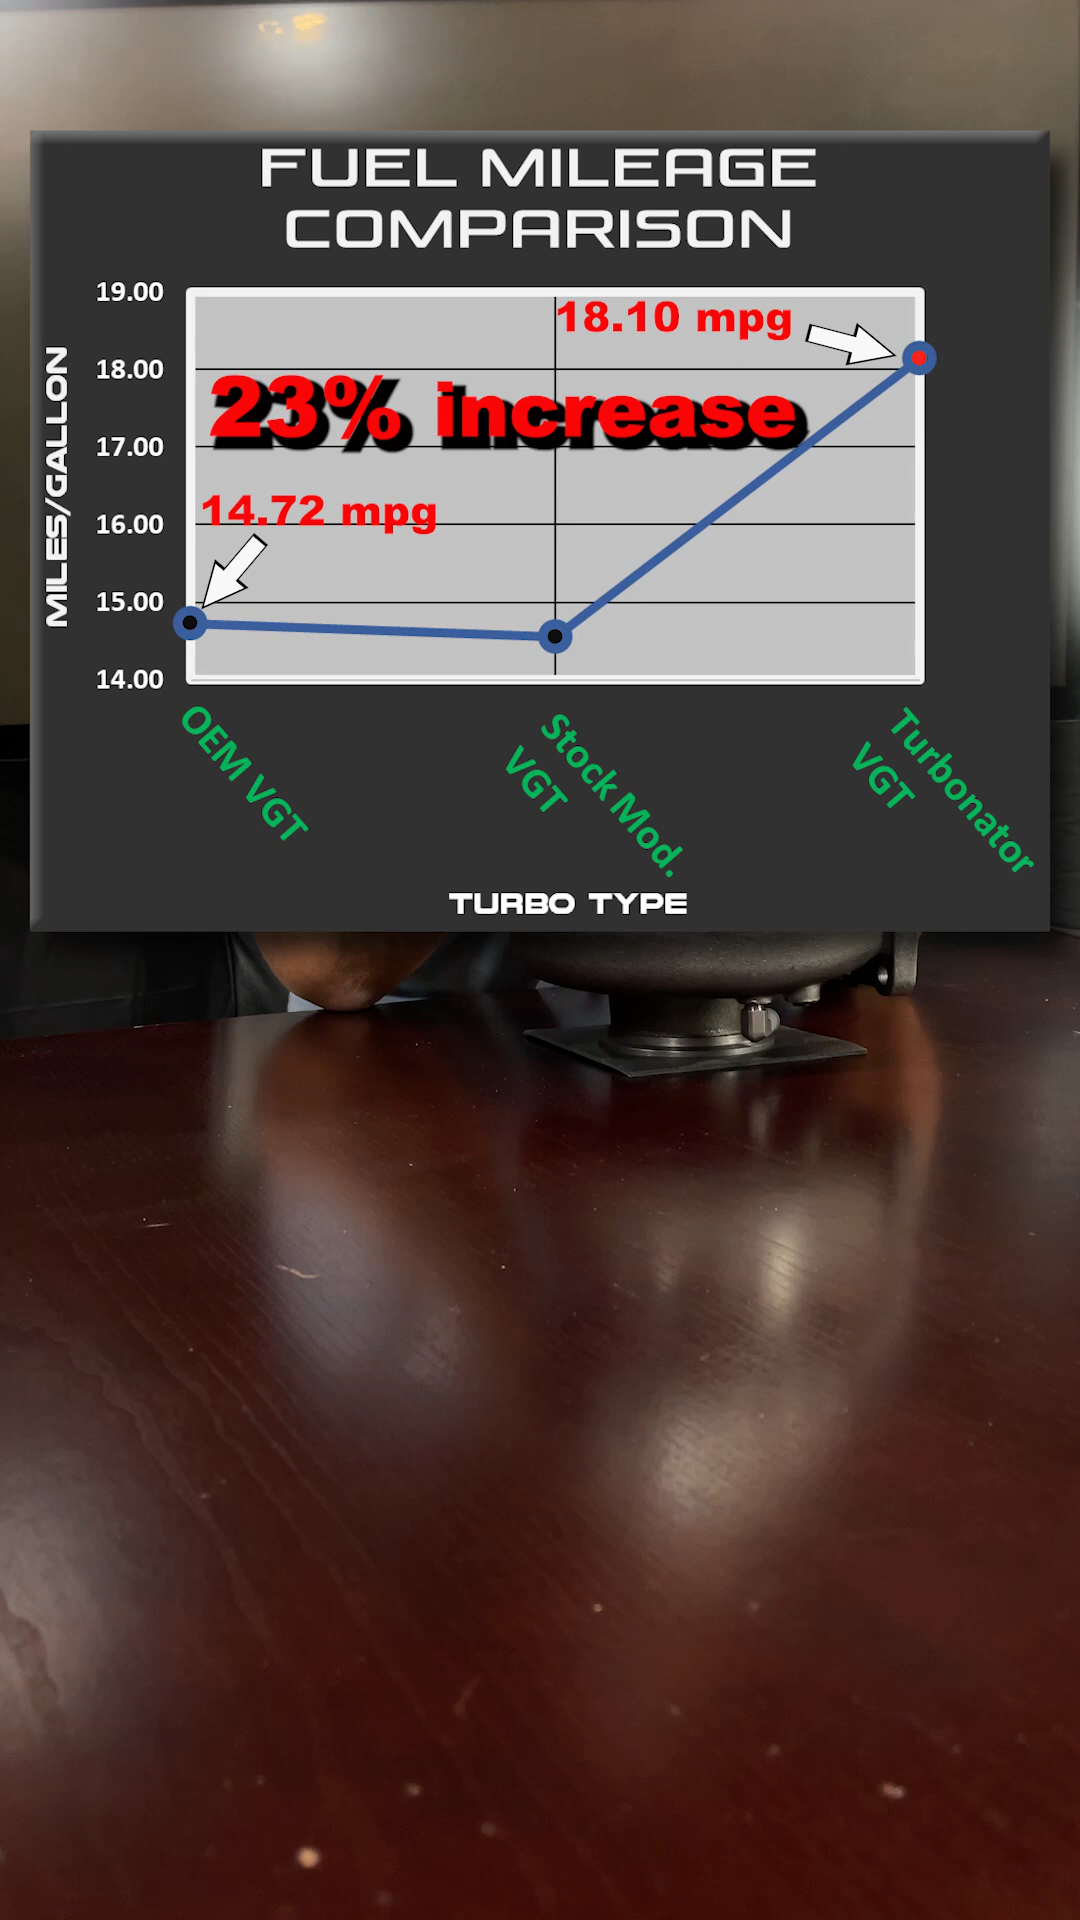 FUEL MILEAGE
COMPARISON
MILES/GALLON
19.00
18.00
17.00
16.00
15.00
14.00
18.10 mpg
23% increase
14.72 mpg
OEM VGT
Stock Mod.
VGT
Turbonator
VGT
TURBO TYPE